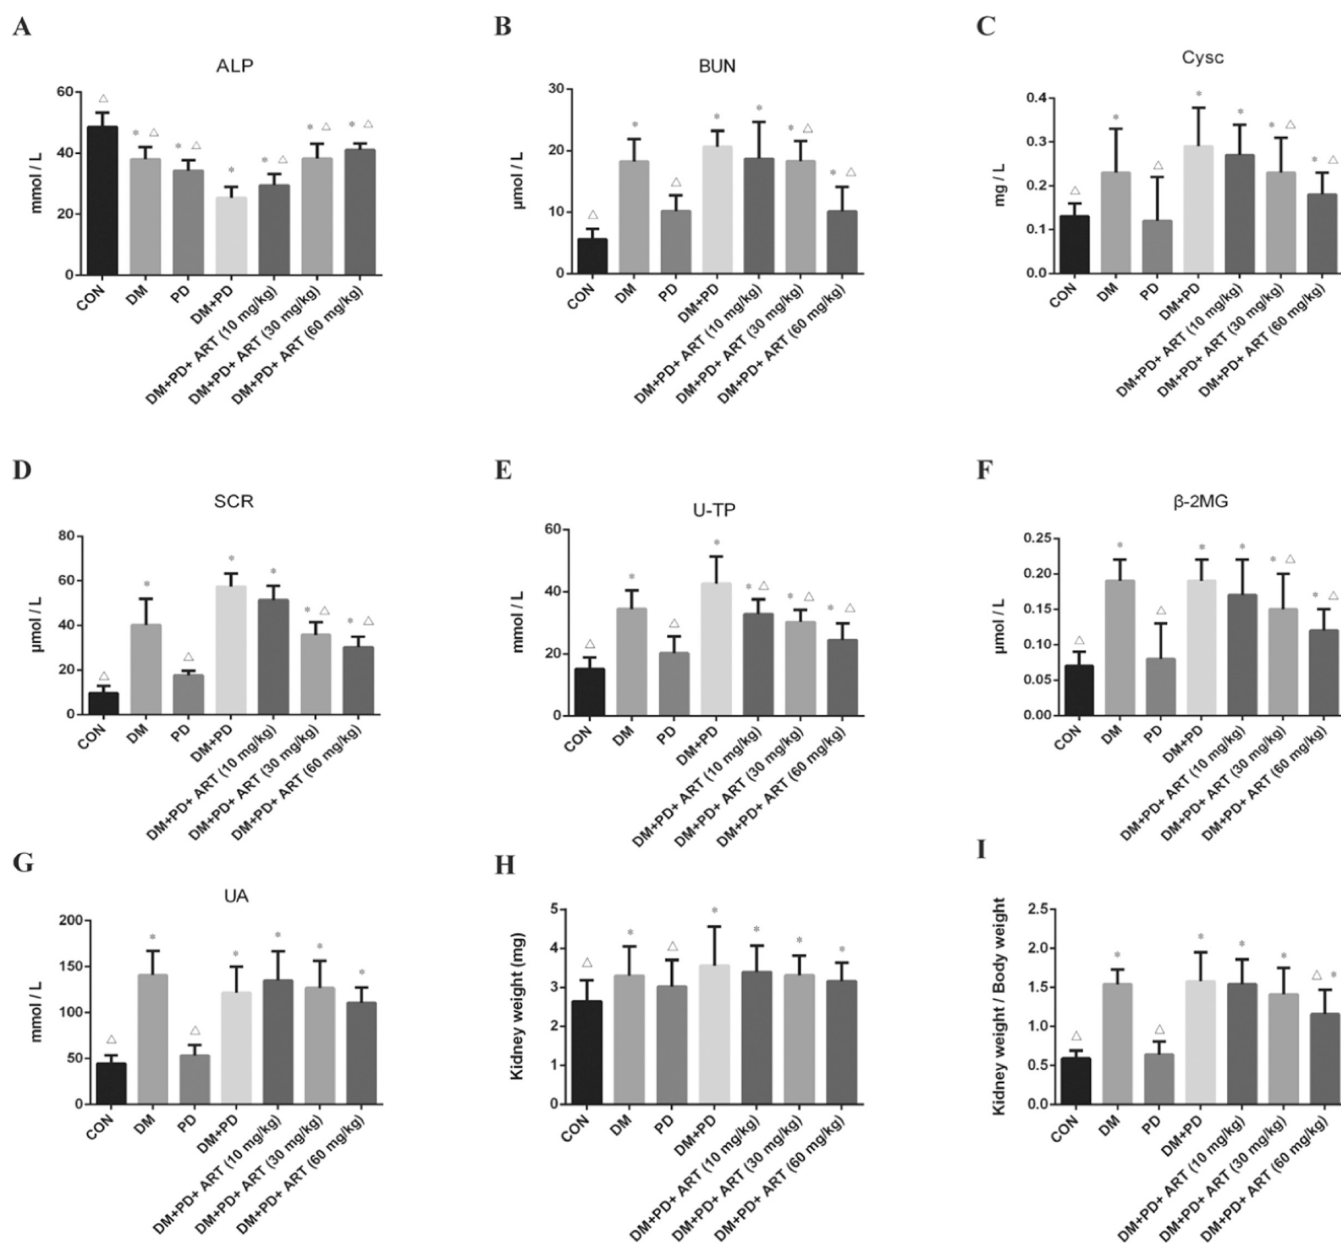 A
ALP
mmol / L
60
40
20
0
CON
DM
PD
DM+PD
DM+PD+ ART (10 mg/kg)
DM+PD+ ART (30 mg/kg)
DM+PD+ ART (60 mg/kg)
* △
B
BUN
μmol / L
30
20
10
0
CON
DM
PD
DM+PD
DM+PD+ ART (10 mg/kg)
DM+PD+ ART (30 mg/kg)
DM+PD+ ART (60 mg/kg)
C
Cysc
mg / L
0.4
0.3
0.2
0.1
0.0
CON
DM
PD
DM+PD
DM+PD+ ART (10 mg/kg)
DM+PD+ ART (30 mg/kg)
DM+PD+ ART (60 mg/kg)
D
SCR
μmol / L
80
60
40
20
0
CON
DM
PD
DM+PD
DM+PD+ ART (10 mg/kg)
DM+PD+ ART (30 mg/kg)
DM+PD+ ART (60 mg/kg)
E
U-TP
mmol / L
60
40
20
0
CON
DM
PD
DM+PD
DM+PD+ ART (10 mg/kg)
DM+PD+ ART (30 mg/kg)
DM+PD+ ART (60 mg/kg)
F
β-2MG
μmol / L
0.25
0.20
0.15
0.10
0.05
0.00
CON
DM
PD
DM+PD
DM+PD+ ART (10 mg/kg)
DM+PD+ ART (30 mg/kg)
DM+PD+ ART (60 mg/kg)
G
UA
mmol / L
200
150
100
50
0
CON
DM
PD
DM+PD
DM+PD+ ART (10 mg/kg)
DM+PD+ ART (30 mg/kg)
DM+PD+ ART (60 mg/kg)
H
Kidney weight (mg)
5
4
3
2
1
0
CON
DM
PD
DM+PD
DM+PD+ ART (10 mg/kg)
DM+PD+ ART (30 mg/kg)
DM+PD+ ART (60 mg/kg)
I
Kidney weight / Body weight
2.5
2.0
1.5
1.0
0.5
0.0
CON
DM
PD
DM+PD
DM+PD+ ART (10 mg/kg)
DM+PD+ ART (30 mg/kg)
DM+PD+ ART (60 mg/kg)